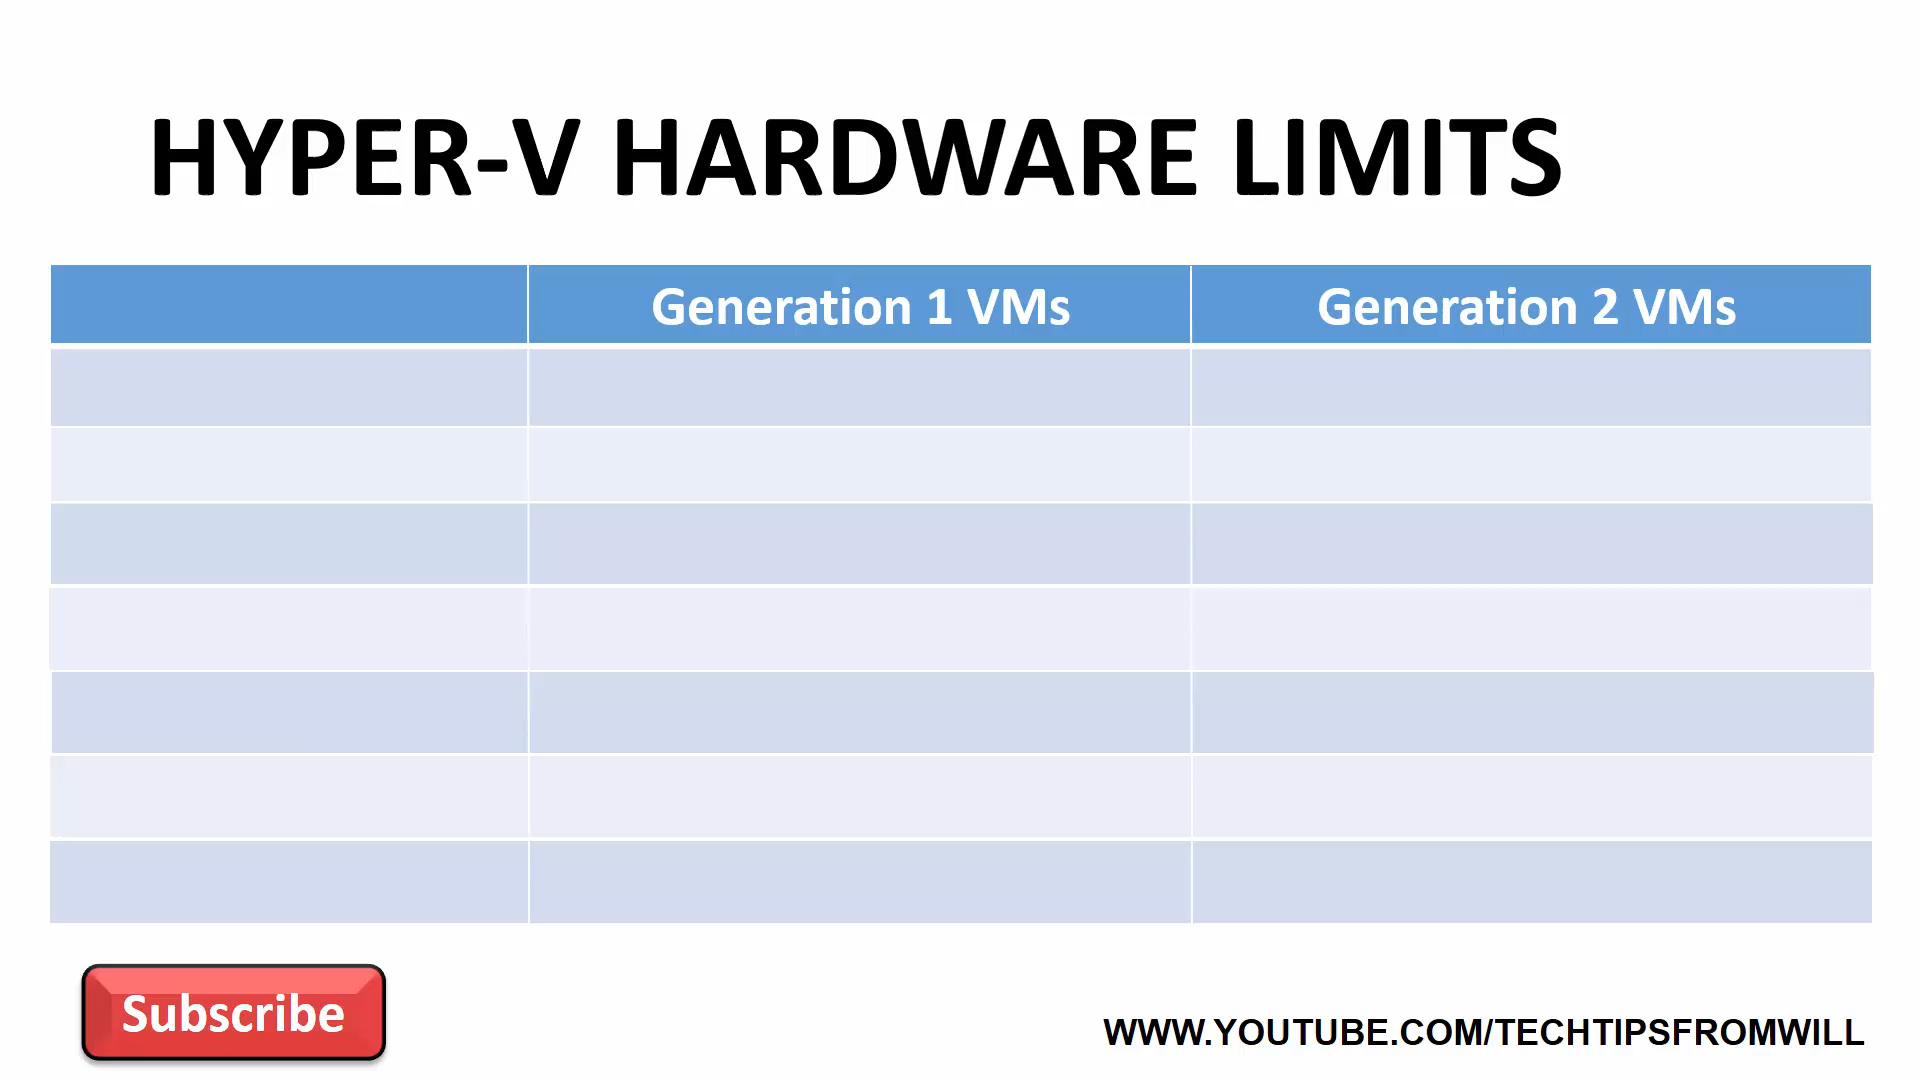 HYPER-V HARDWARE LIMITS
Generation 1 VMs
Generation 2 VMs
Subscribe
WWW.YOUTUBE.COM/TECHTIPSFROMWILL